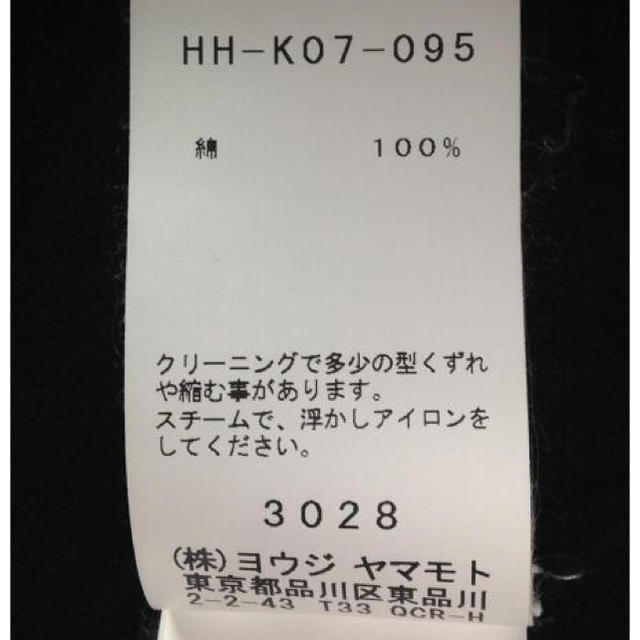 HH-K07-095
綿 100%
クリーニングで多少の型くずれ
や縮む事があります。
スチームで、浮かしアイロンを
してください。
3028
(株)ヨウジ ヤマモト
東京都品川区東品川
2-2-43 T33 QCR-H